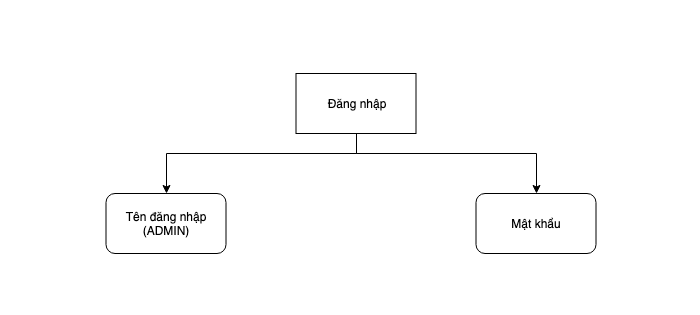 Đăng nhập
Tên đăng nhập
(ADMIN)
Mật khẩu